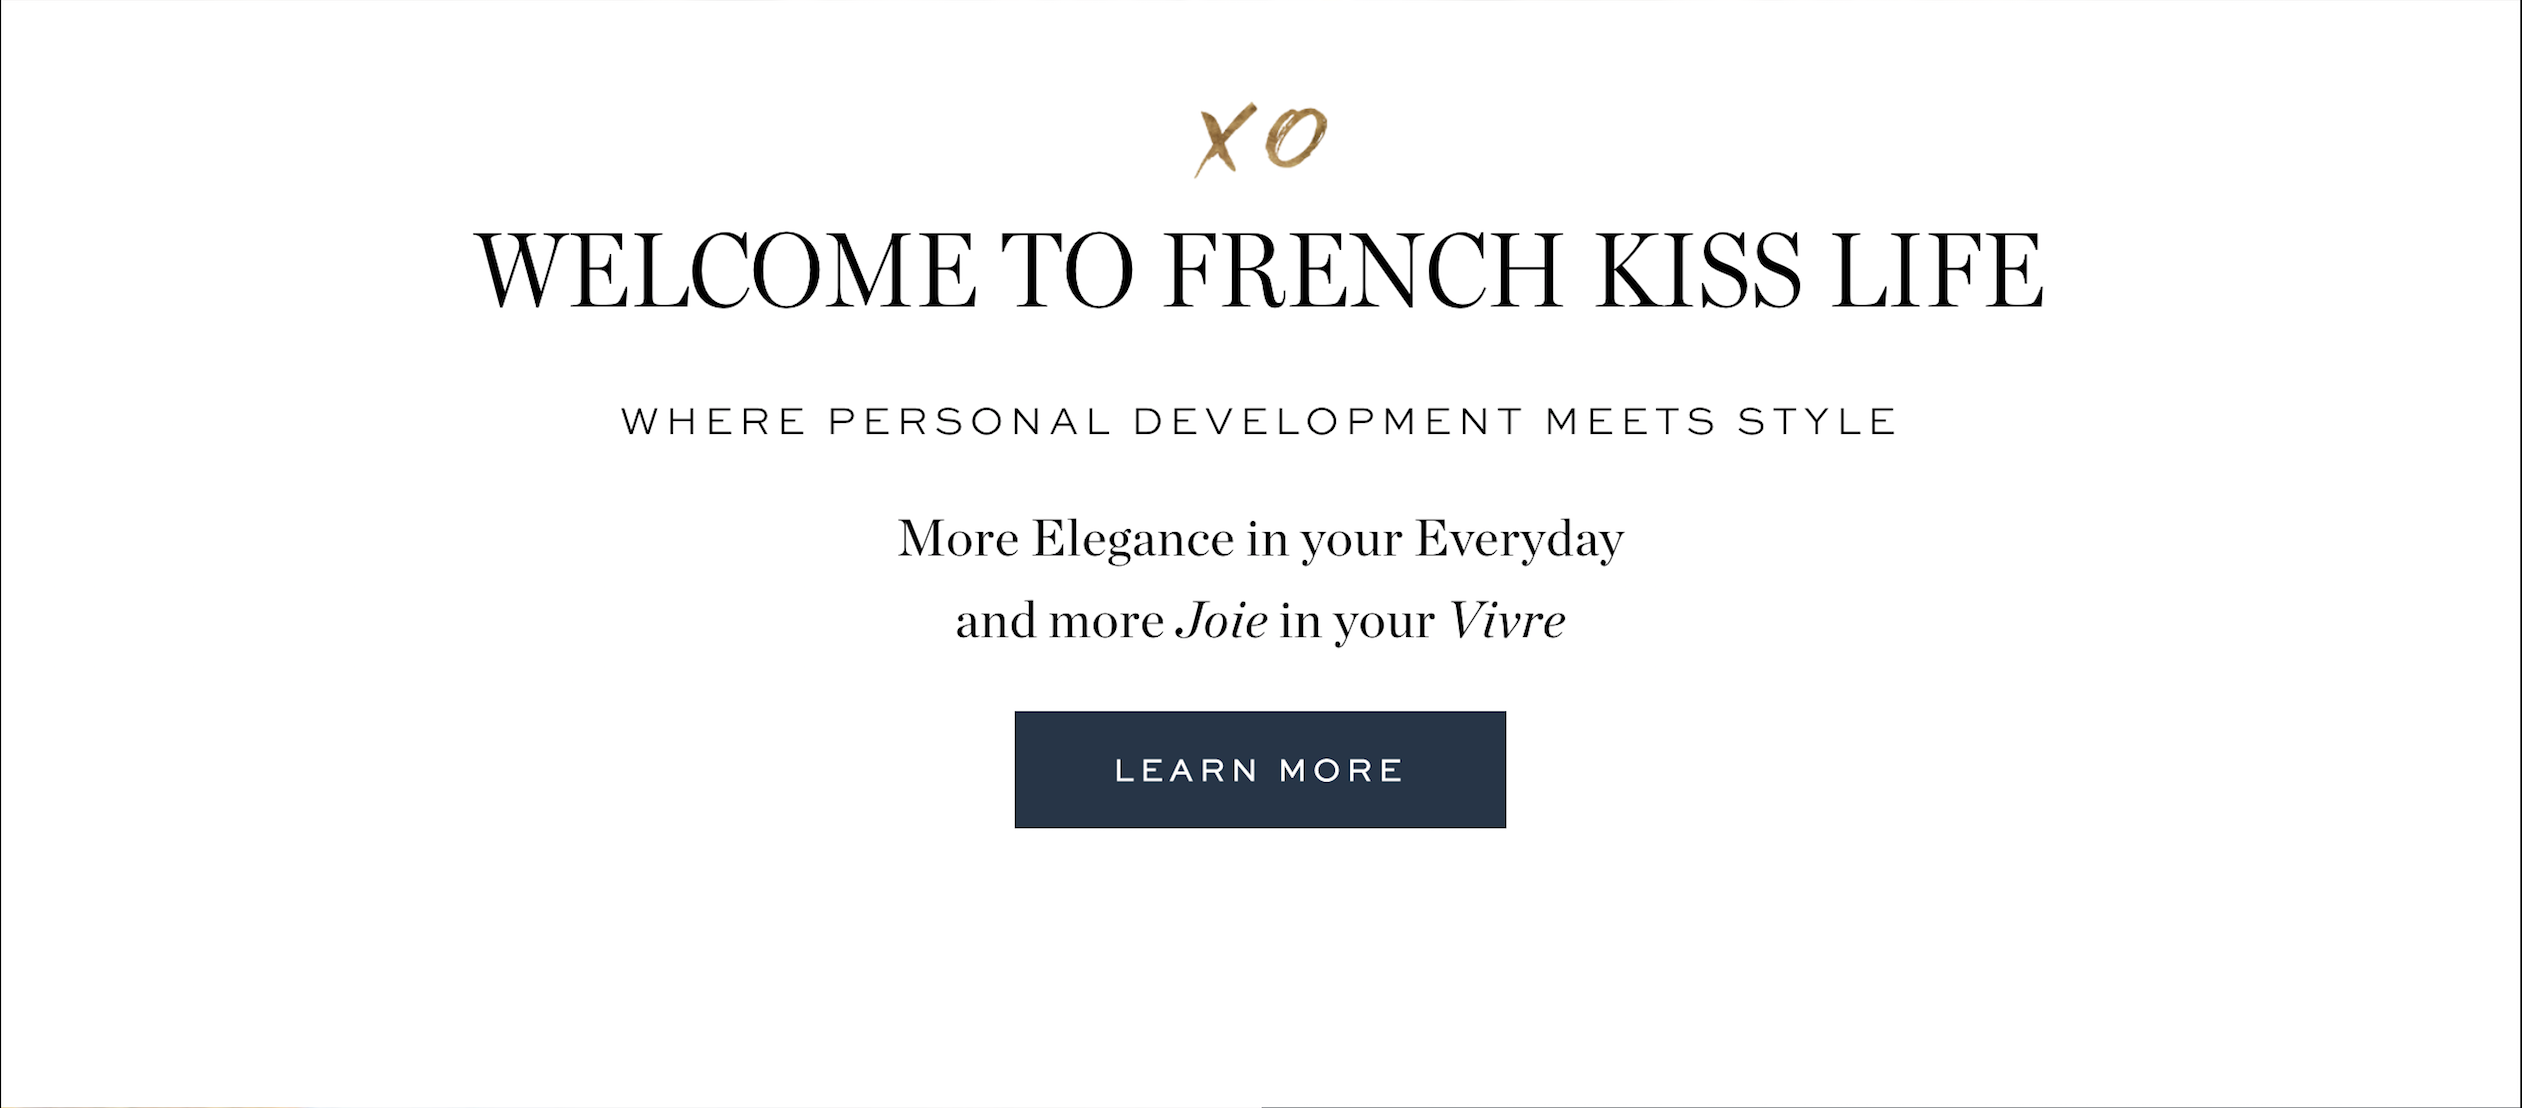 XO
WELCOME TO FRENCH KISS LIFE
WHERE PERSONAL DEVELOPMENT MEETS STYLE
More Elegance in your Everyday
and more Joie in your Vivre
LEARN MORE